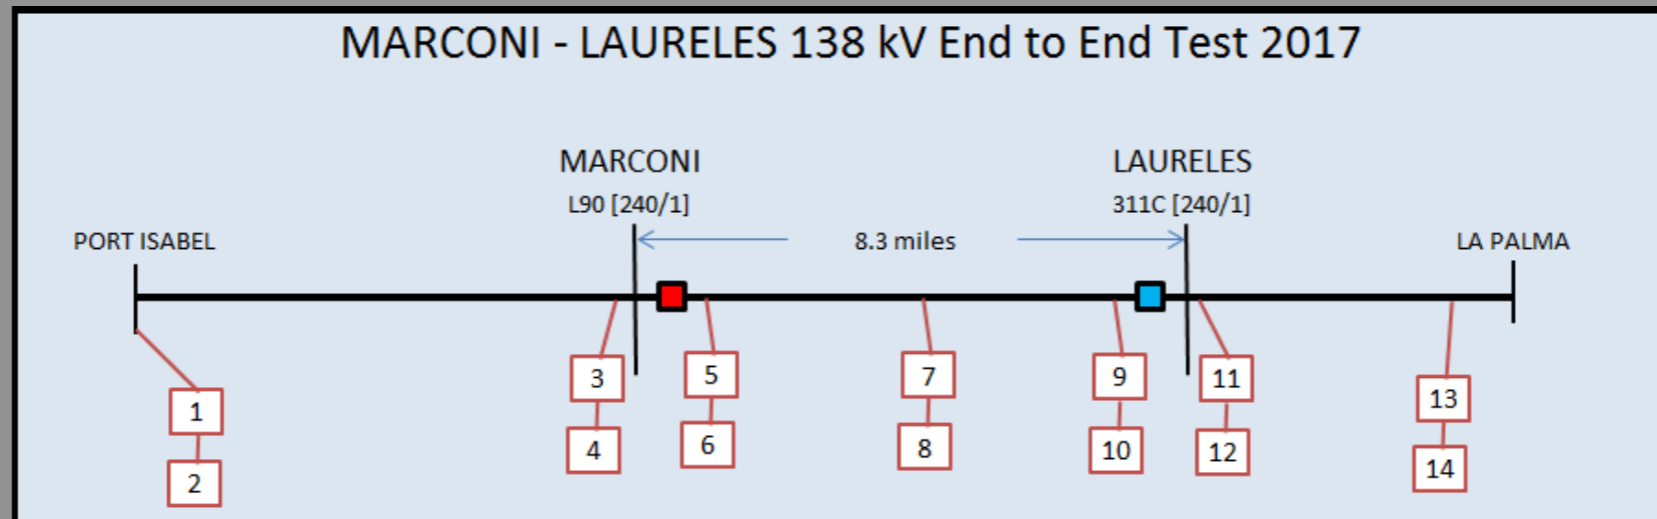 MARCONI - LAURELES 138 kV End to End Test 2017
MARCONI
LAURELES
L90 [240/1]
311C [240/1]
PORT ISABEL
8.3 miles
LA PALMA
3
5
7
9
11
13
1
4
6
8
10
12
14
2